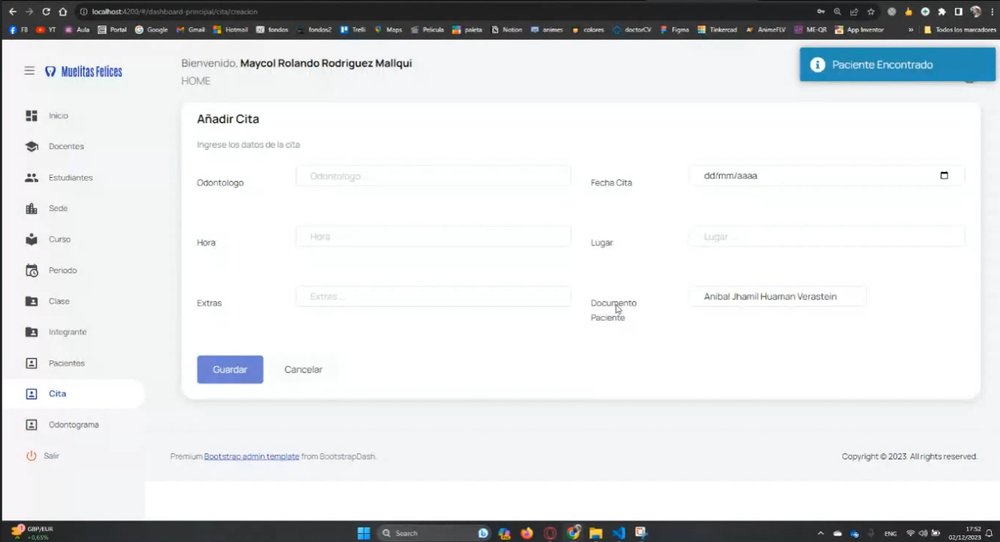 localhost:4200/#/dashboard-principal/cita/creacion
FB YT Aula Portal Google Gmail Hotmail fondos fondos2 Trelli Maps Pelicula paleta Notion animes colores doctorCV Figma Tinkercad AnimeFLV ME-QR App Inventor » Todos los marcadores
Muelitas Felices
Bienvenido, Maycol Rolando Rodriguez Mallqui
HOME
Paciente Encontrado
Inicio
Docentes
Estudiantes
Sede
Curso
Periodo
Clase
Integrante
Pacientes
Cita
Odontograma
Salir
Añadir Cita
Ingrese los datos de la cita
Odontologo
Odontologo...
Fecha Cita
dd/mm/aaaa
Hora
Hora
Lugar
Lugar...
Extras
Extras ...
Documento
Paciente
Anibal Jhamil Huaman Verastein
Guardar
Cancelar
Premium Bootstrap admin template from BootstrapDash.
Copyright © 2023. All rights reserved.
GBP/EUR
+0,65%
Search
ENG
17:52
02/12/2023